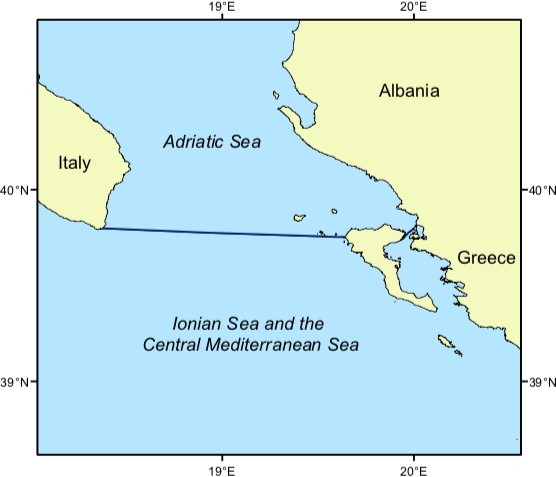 19°E 20°E
Albania
Adriatic Sea
Italy
40°N 40°N
Greece
Ionian Sea and the
Central Mediterranean Sea
39°N 39°N
19°E 20°E